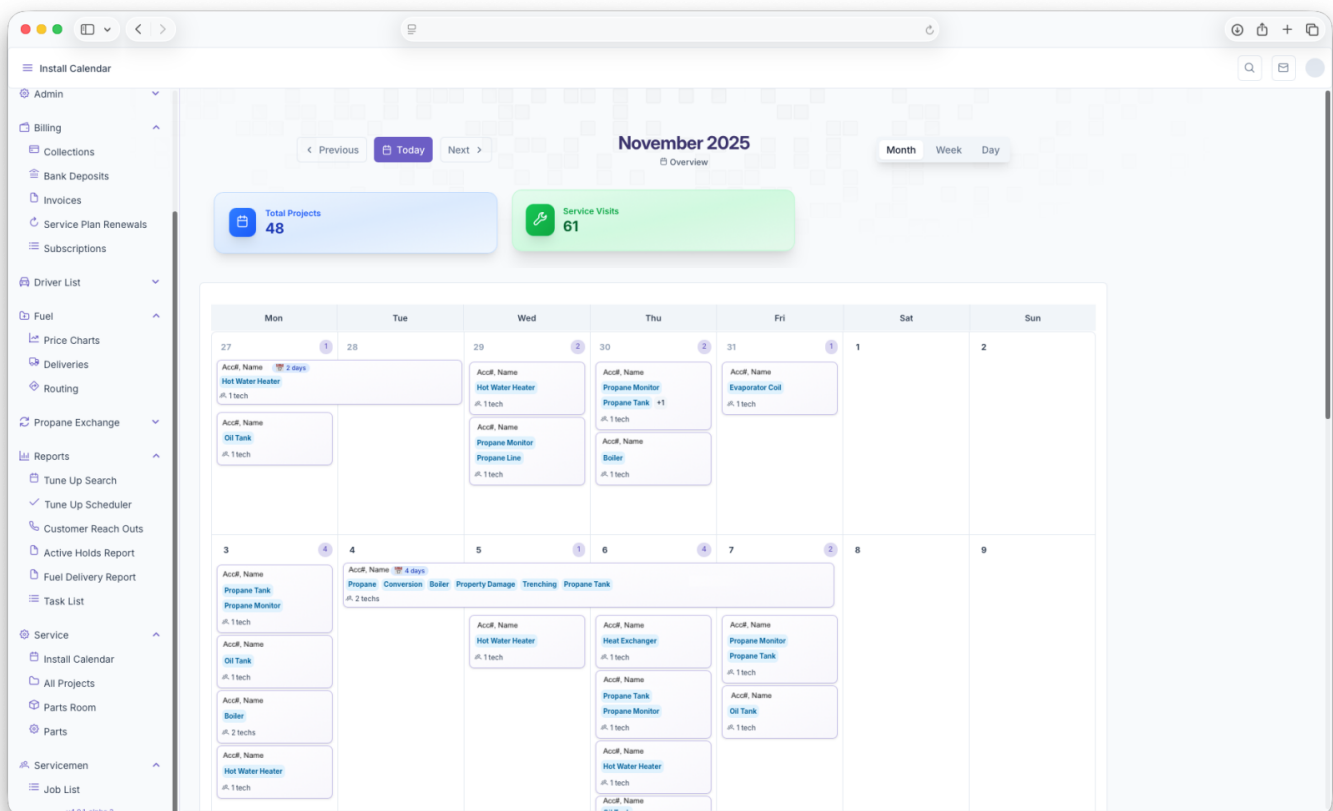 Install Calendar
Admin
Billing
Collections
Bank Deposits
Invoices
Service Plan Renewals
Subscriptions
Driver List
Fuel
Price Charts
Deliveries
Routing
Propane Exchange
Reports
Tune Up Search
Tune Up Scheduler
Customer Reach Outs
Active Holds Report
Fuel Delivery Report
Task List
Service
Install Calendar
All Projects
Parts Room
Parts
Servicemen
Job List
Previous
Today
Next
November 2025
Overview
Month Week Day
Total Projects
48
Service Visits
61
Mon Tue Wed Thu Fri Sat Sun
27 1
Acc#, Name 2 days
Hot Water Heater
1 tech
Acc#, Name
Oil Tank
1 tech
28
29 2
Acc#, Name
Hot Water Heater
1 tech
Acc#, Name
Propane Monitor
Propane Line
1 tech
30 2
Acc#, Name
Propane Monitor
Propane Tank +1
1 tech
Acc#, Name
Boiler
1 tech
31 1
Acc#, Name
Evaporator Coil
1 tech
1
2
3 4
Acc#, Name
Propane Tank
Propane Monitor
1 tech
Acc#, Name
Oil Tank
1 tech
Acc#, Name
Boiler
2 techs
Acc#, Name
Hot Water Heater
1 tech
4
Acc#, Name 4 days
Propane Conversion Boiler Property Damage Trenching Propane Tank
2 techs
5 1
Acc#, Name
Hot Water Heater
1 tech
6 4
Acc#, Name
Heat Exchanger
1 tech
Acc#, Name
Propane Tank
Propane Monitor
1 tech
Acc#, Name
Hot Water Heater
1 tech
Acc#, Name
7 2
Acc#, Name
Propane Monitor
Propane Tank
1 tech
Acc#, Name
Oil Tank
1 tech
8
9